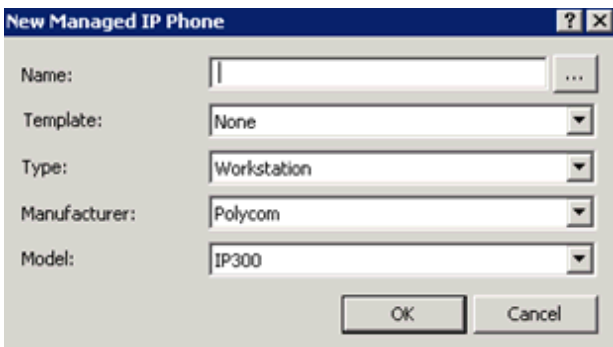 New Managed IP Phone ? X
Name: ...
Template: None
Type: Workstation
Manufacturer: Polycom
Model: IP300
OK Cancel